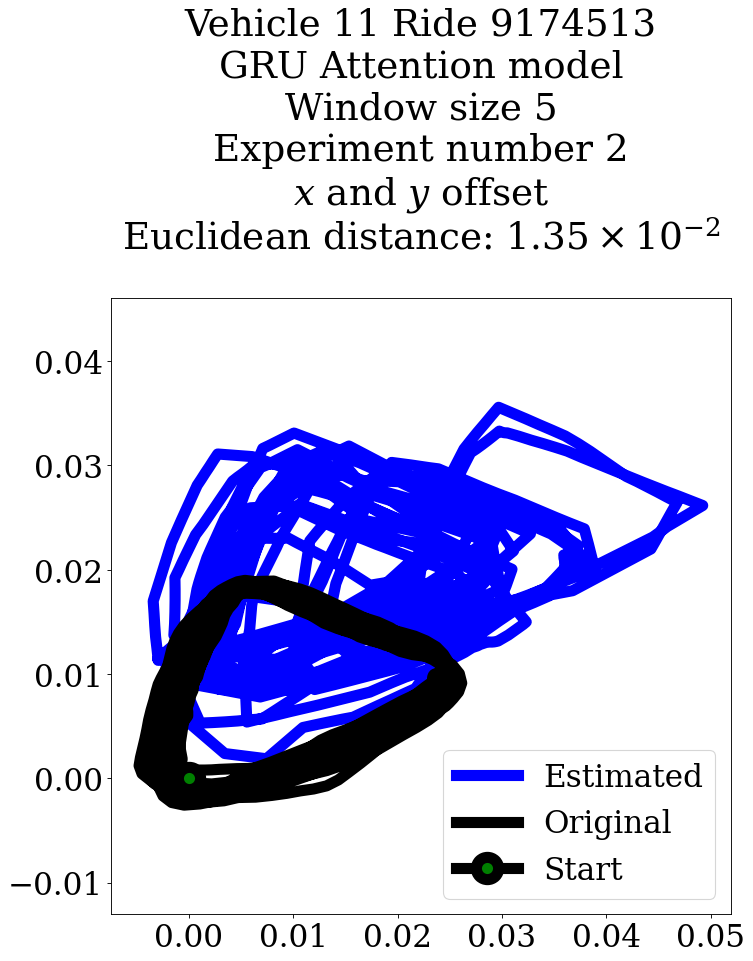 Vehicle 11 Ride 9174513
GRU Attention model
Window size 5
Experiment number 2
x and y offset
Euclidean distance: 1.35 × 10⁻²
0.04
0.03
0.02
0.01
0.00
−0.01
Estimated
Original
Start
0.00 0.01 0.02 0.03 0.04 0.05